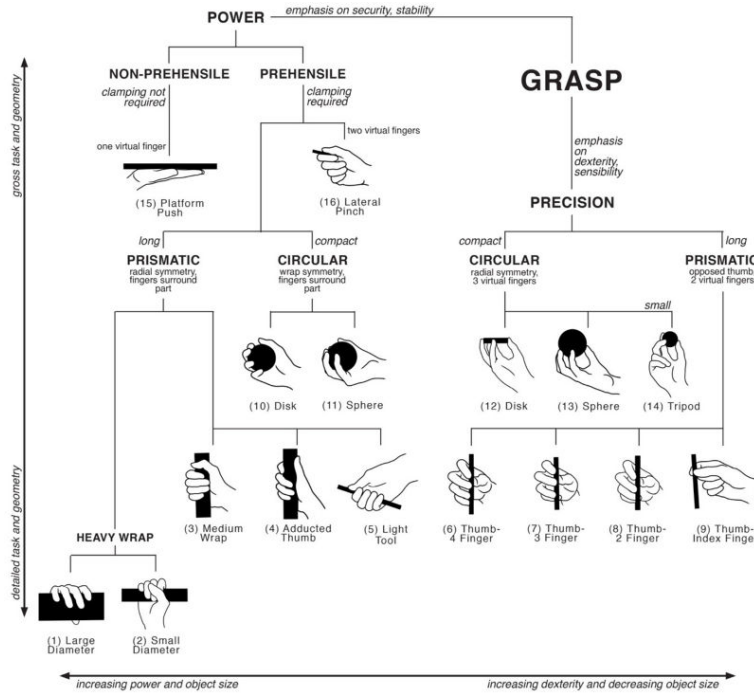 POWER
emphasis on security, stability
NON-PREHENSILE
clamping not
required
PREHENSILE
clamping
required
GRASP
one virtual finger
two virtual fingers
emphasis
on
dexterity,
sensibility
(15) Platform
Push
(16) Lateral
Pinch
PRECISION
long
compact
compact
long
PRISMATIC
radial symmetry,
fingers surround
part
CIRCULAR
wrap symmetry,
fingers surround
part
CIRCULAR
radial symmetry,
3 virtual fingers
PRISMATIC
opposed thumb
2 virtual fingers
small
(10) Disk
(11) Sphere
(12) Disk
(13) Sphere
(14) Tripod
(3) Medium
Wrap
(4) Adducted
Thumb
(5) Light
Tool
(6) Thumb-
4 Finger
(7) Thumb-
3 Finger
(8) Thumb-
2 Finger
(9) Thumb-
Index Finge
HEAVY WRAP
(1) Large
Diameter
(2) Small
Diameter
gross task and geometry
detailed task and geometry
increasing power and object size
increasing dexterity and decreasing object size